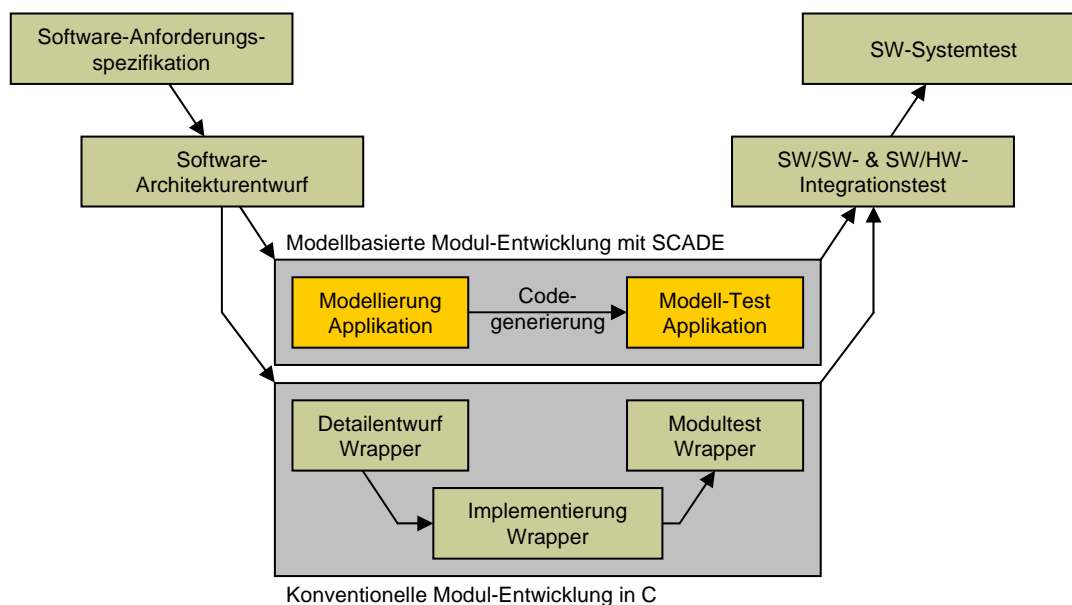 Software-Anforderungs-
spezifikation
SW-Systemtest
Software-
Architekturentwurf
SW/SW- & SW/HW-
Integrationstest
Modellbasierte Modul-Entwicklung mit SCADE
Modellierung
Applikation
Code-
generierung
Modell-Test
Applikation
Detailentwurf
Wrapper
Modultest
Wrapper
Implementierung
Wrapper
Konventionelle Modul-Entwicklung in C